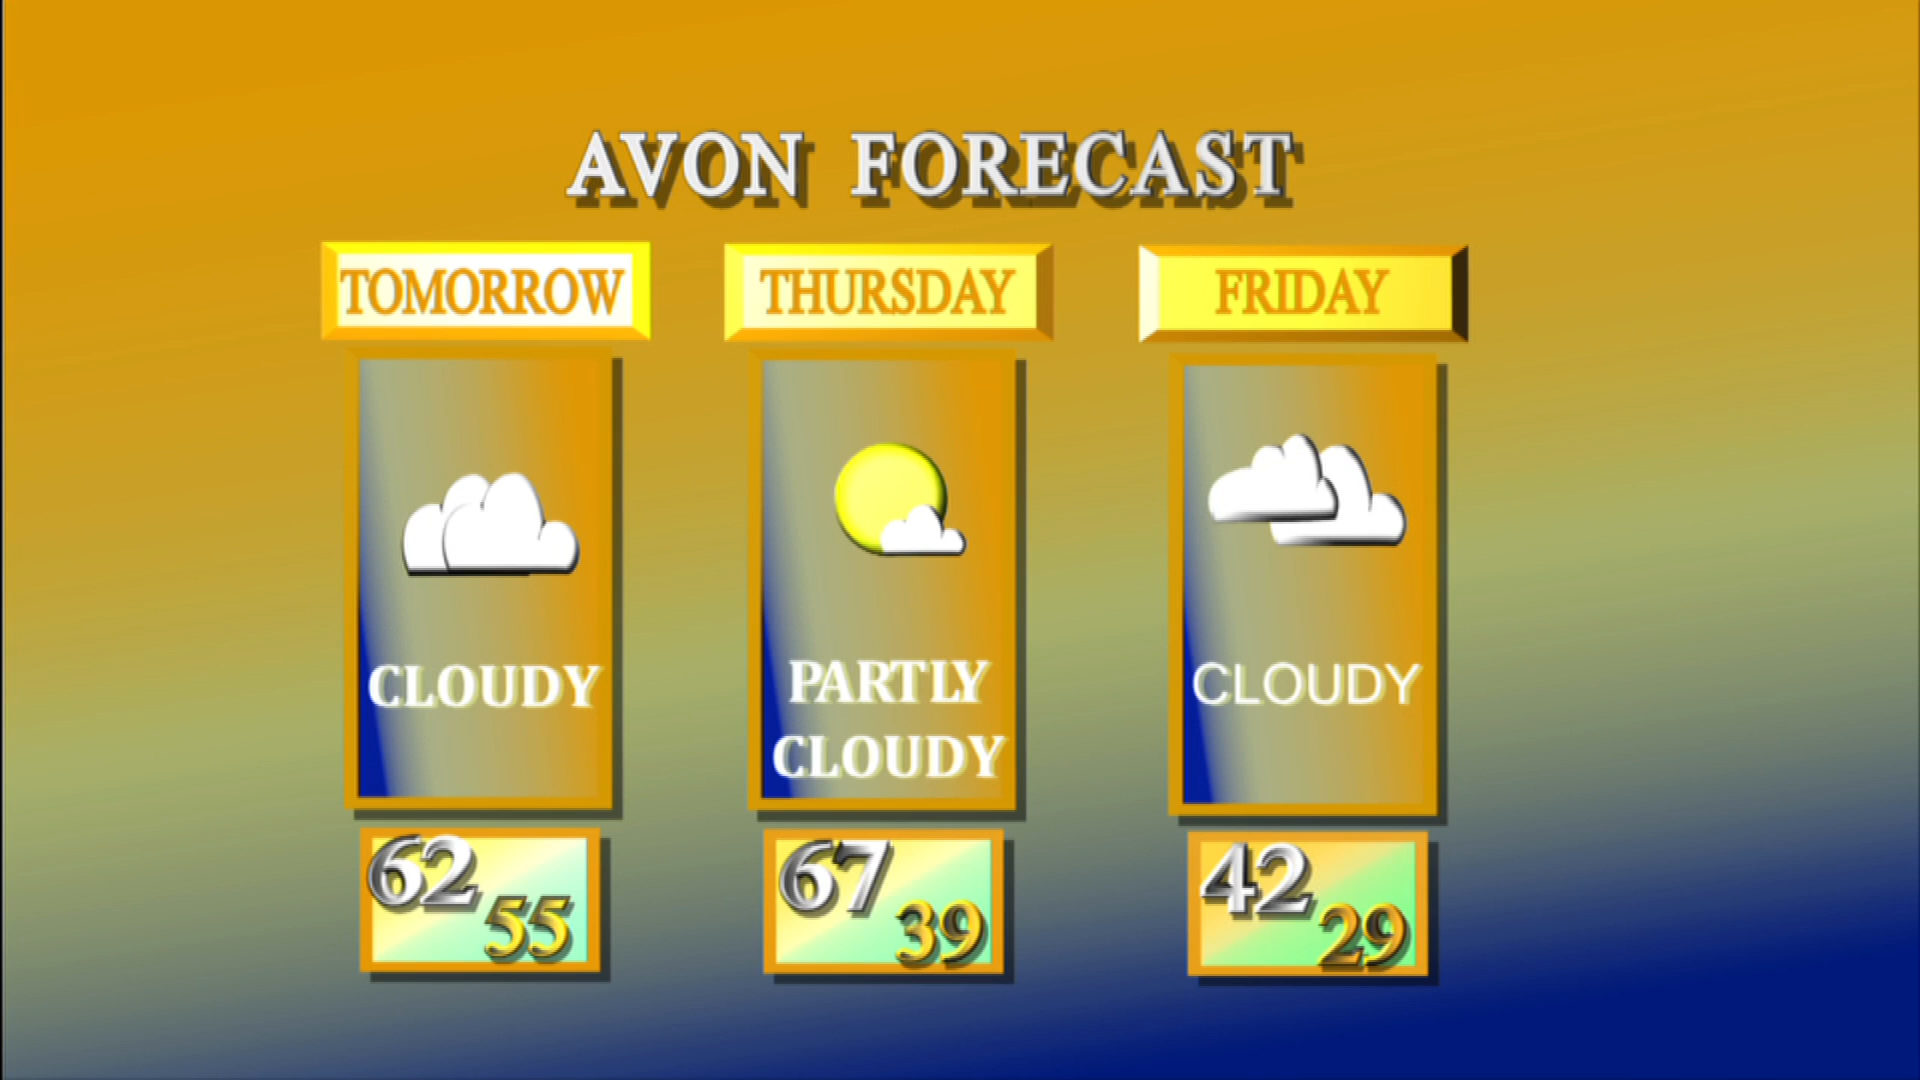 AVON FORECAST
TOMORROW
THURSDAY
FRIDAY
CLOUDY
PARTLY
CLOUDY
CLOUDY
62
55
67
39
42
29